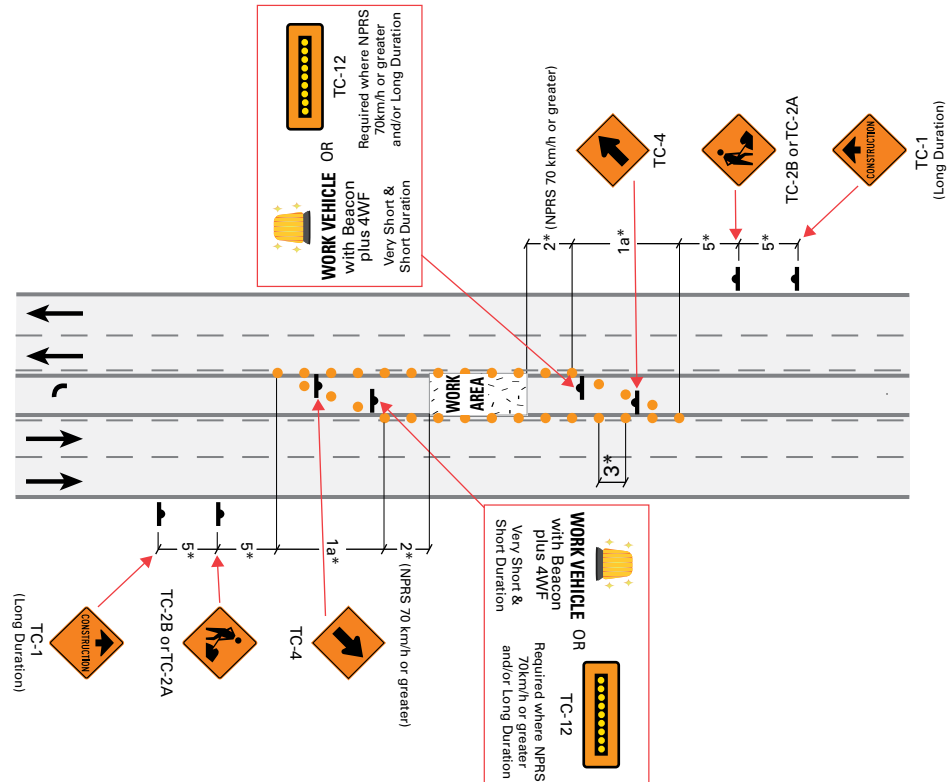 TC-12
Required where NPRS
70km/h or greater
and/or Long Duration
WORK VEHICLE OR
with Beacon
plus 4WF
Very Short &
Short Duration
2* (NPRS 70 km/h or greater)
1a*
5*
5*
TC-4
TC-2B or TC-2A
CONSTRUCTION
TC-1
(Long Duration)
WORK
AREA
3*
5*
5*
1a*
2* (NPRS 70 km/h or greater)
CONSTRUCTION
TC-1
(Long Duration)
TC-2B or TC-2A
TC-4
WORK VEHICLE OR
with Beacon
plus 4WF
Very Short &
Short Duration
TC-12
Required where NPRS
70km/h or greater
and/or Long Duration